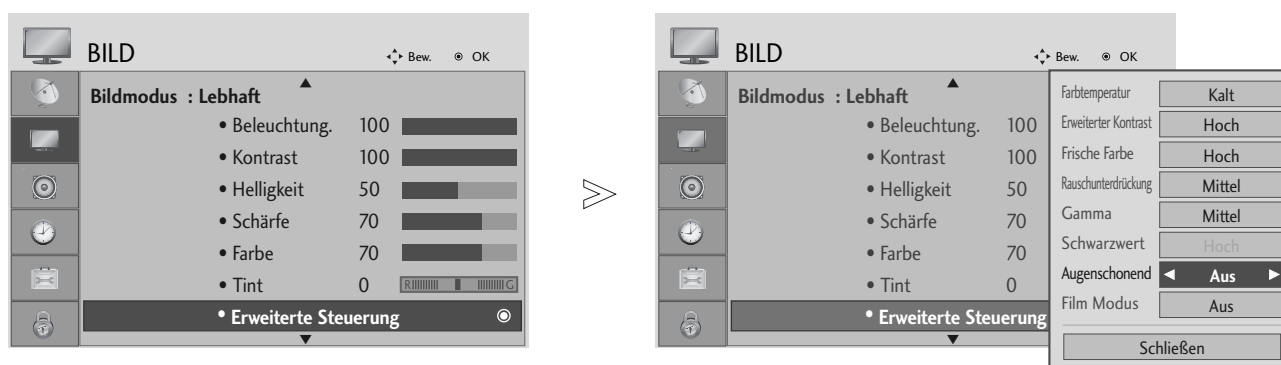 BILD
Bew. OK
Bildmodus : Lebhaft
• Beleuchtung. 100
• Kontrast 100
• Helligkeit 50
• Schärfe 70
• Farbe 70
• Tint 0 R G
• Erweiterte Steuerung
BILD
Bew. OK
Bildmodus : Lebhaft
• Beleuchtung. 100
• Kontrast 100
• Helligkeit 50
• Schärfe 70
• Farbe 70
• Tint 0
• Erweiterte Steuerung
Farbtemperatur Kalt
Erweiterter Kontrast Hoch
Frische Farbe Hoch
Rauschunterdrückung Mittel
Gamma Mittel
Schwarzwert Hoch
Augenschonend Aus
Film Modus Aus
Schließen